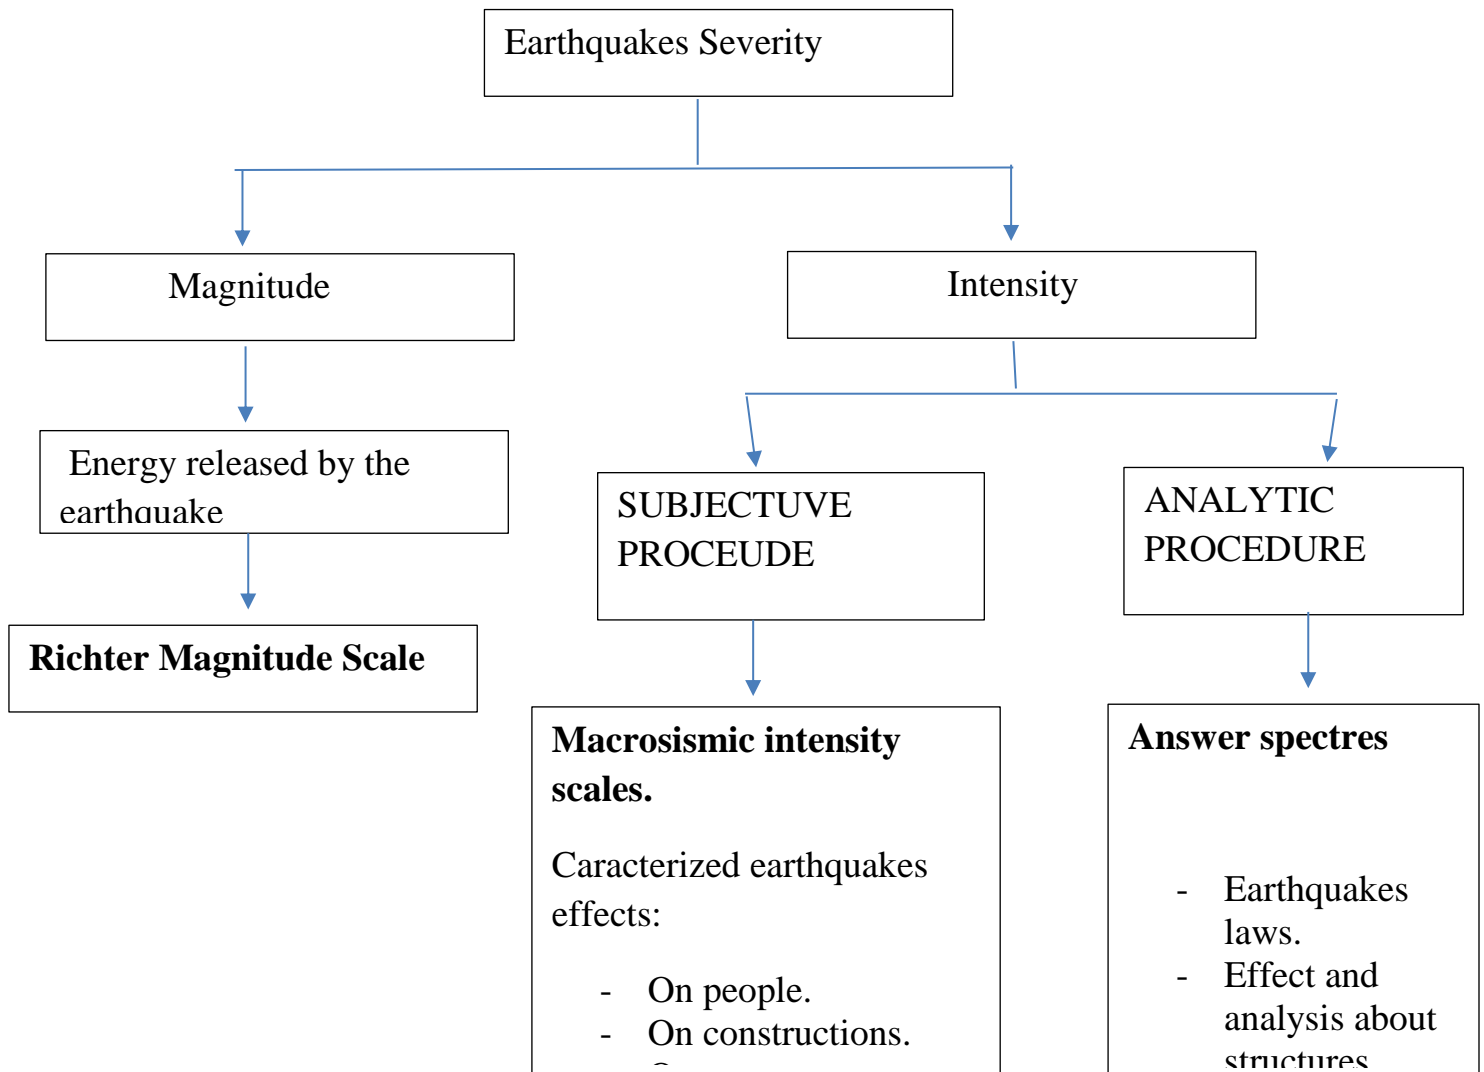 Earthquakes Severity
Magnitude
Intensity
Energy released by the
earthquake
SUBJECTUVE
PROCEUDE
ANALYTIC
PROCEDURE
Richter Magnitude Scale
Macrosismic intensity
scales.
Caracterized earthquakes
effects:
- On people.
- On constructions.
Answer spectres
- Earthquakes
laws.
- Effect and
analysis about
structures